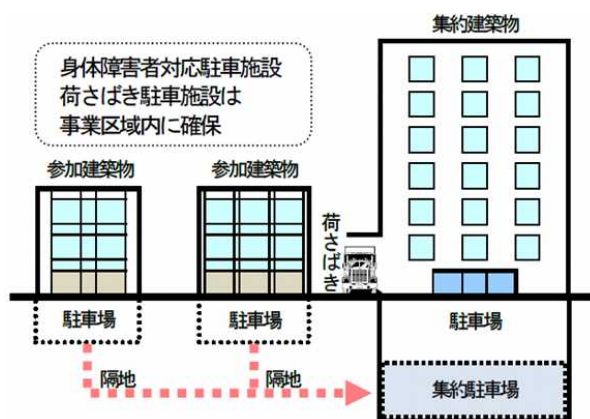 集約建築物
身体障害者対応駐車施設
荷さばき駐車施設は
事業区域内に確保
参加建築物
参加建築物
荷さばき
駐車場
駐車場
駐車場
隔地
隔地
集約駐車場